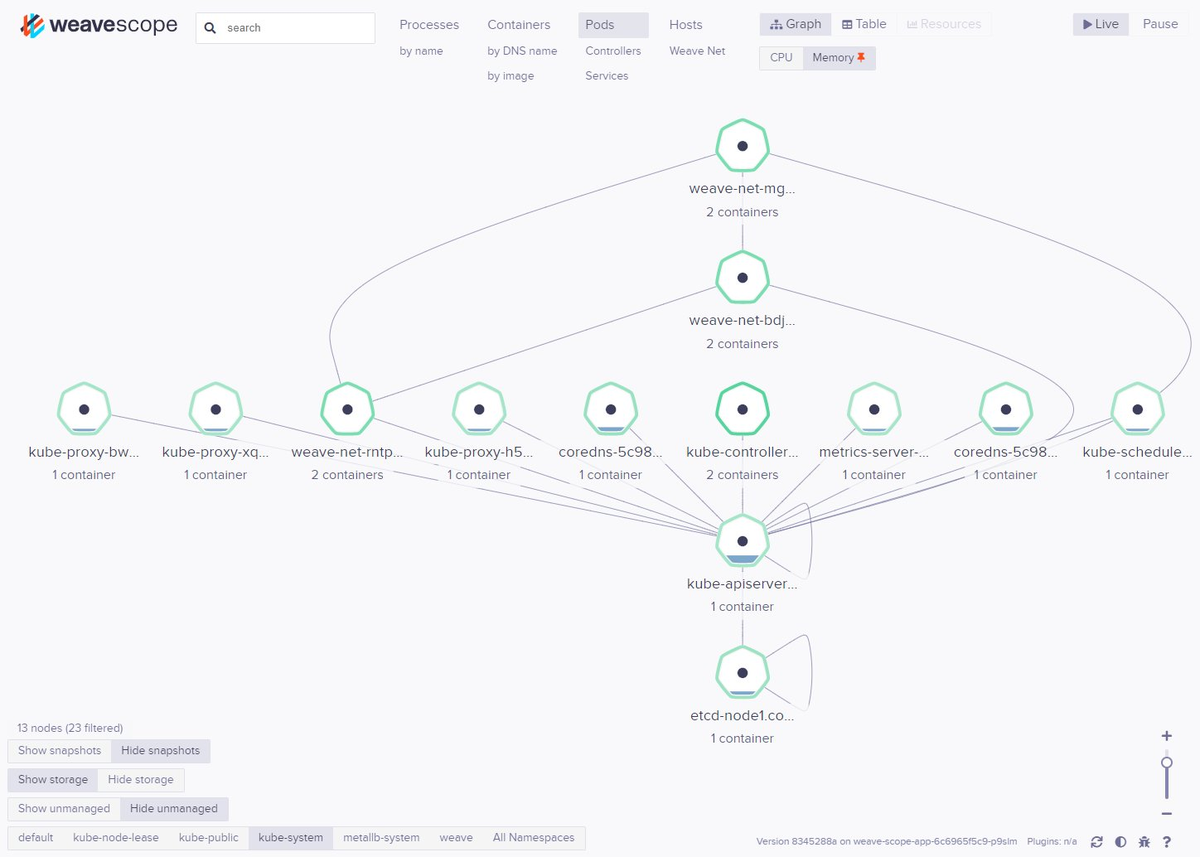 weavescope
search
Processes
by name
Containers
by DNS name
by image
Pods
Controllers
Services
Hosts
Weave Net
Graph
Table
Resources
CPU
Memory
Live
Pause
weave-net-mg...
2 containers
weave-net-bdj...
2 containers
kube-proxy-bw...
1 container
kube-proxy-xq...
1 container
weave-net-rntp...
2 containers
kube-proxy-h5...
1 container
coredns-5c98...
1 container
kube-controller...
2 containers
metrics-server-...
1 container
coredns-5c98...
1 container
kube-schedule...
1 container
kube-apiserver...
1 container
etcd-node1.co...
1 container
13 nodes (23 filtered)
Show snapshots Hide snapshots
Show storage Hide storage
Show unmanaged Hide unmanaged
default kube-node-lease kube-public kube-system metallb-system weave All Namespaces
Version 8345288a on weave-scope-app-6c6965f5c9-p9slm Plugins: n/a